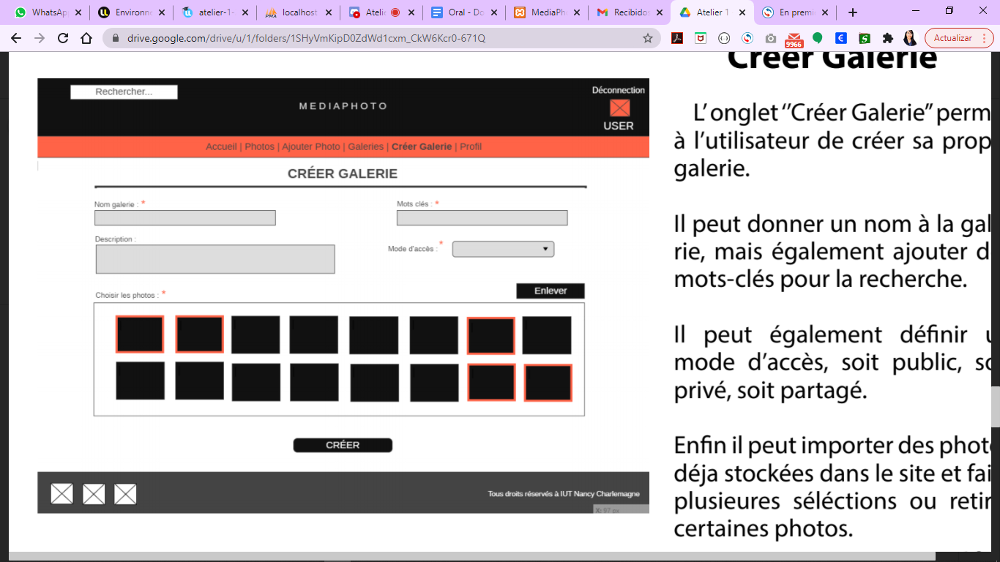 WhatsAp
Environne
atelier-1-
localhost
Atelie
Oral - Do
MediaPh
Recibidos
Atelier 1
En premi
drive.google.com/drive/u/1/folders/1SHyVmKipD0ZdWd1cxm_CkW6Kcr0-671Q
9966
Actualizar
Créer Galerie
Rechercher...
MEDIAPHOTO
Déconnection
USER
Accueil | Photos | Ajouter Photo | Galeries | Créer Galerie | Profil
CRÉER GALERIE
Nom galerie : *
Mots clés : *
Description :
Mode d'accès : *
Choisir les photos : *
Enlever
CRÉER
Tous droits réservés à IUT Nancy Charlemagne
X: 97 px
L'onglet ‘‘Créer Galerie’’ perm
à l'utilisateur de créer sa prop
galerie.
Il peut donner un nom à la gal
rie, mais également ajouter d
mots-clés pour la recherche.
Il peut également définir u
mode d'accès, soit public, so
privé, soit partagé.
Enfin il peut importer des phot
déja stockées dans le site et fai
plusieures séléctions ou retir
certaines photos.